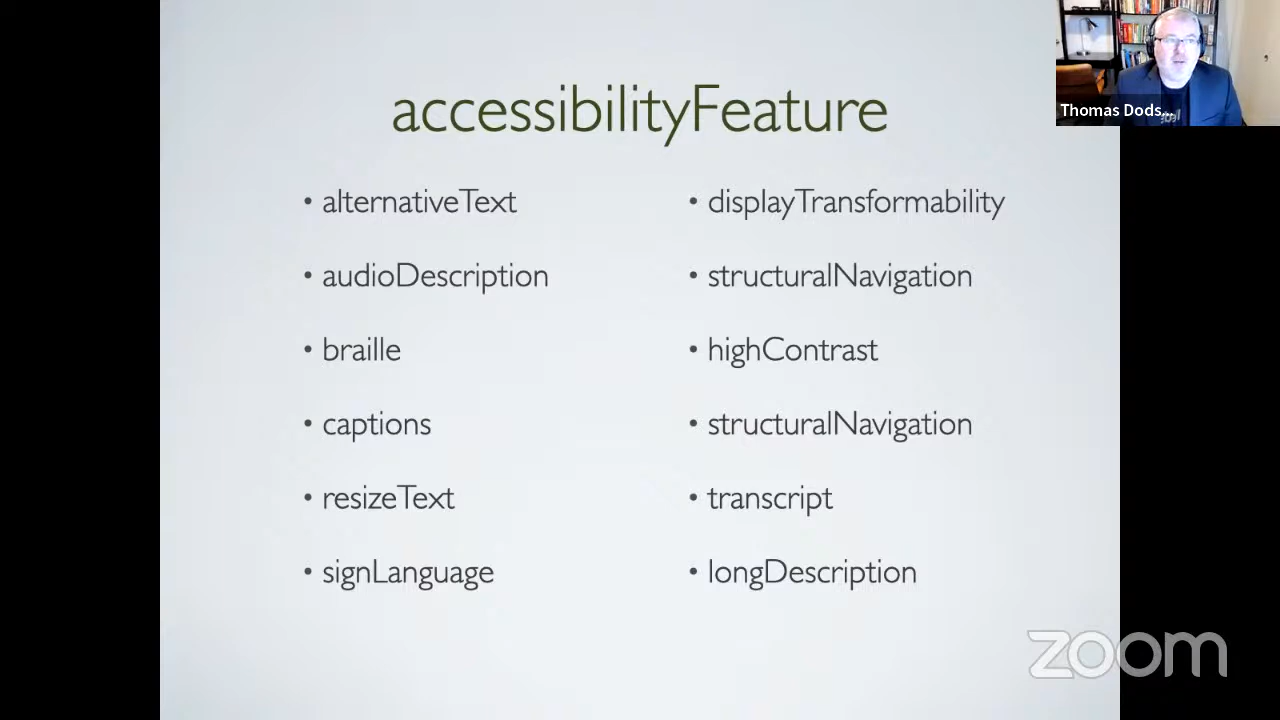 accessibilityFeature
• alternativeText
• audioDescription
• braille
• captions
• resizeText
• signLanguage
• displayTransformability
• structuralNavigation
• highContrast
• structuralNavigation
• transcript
• longDescription
Thomas Dods...
zoom